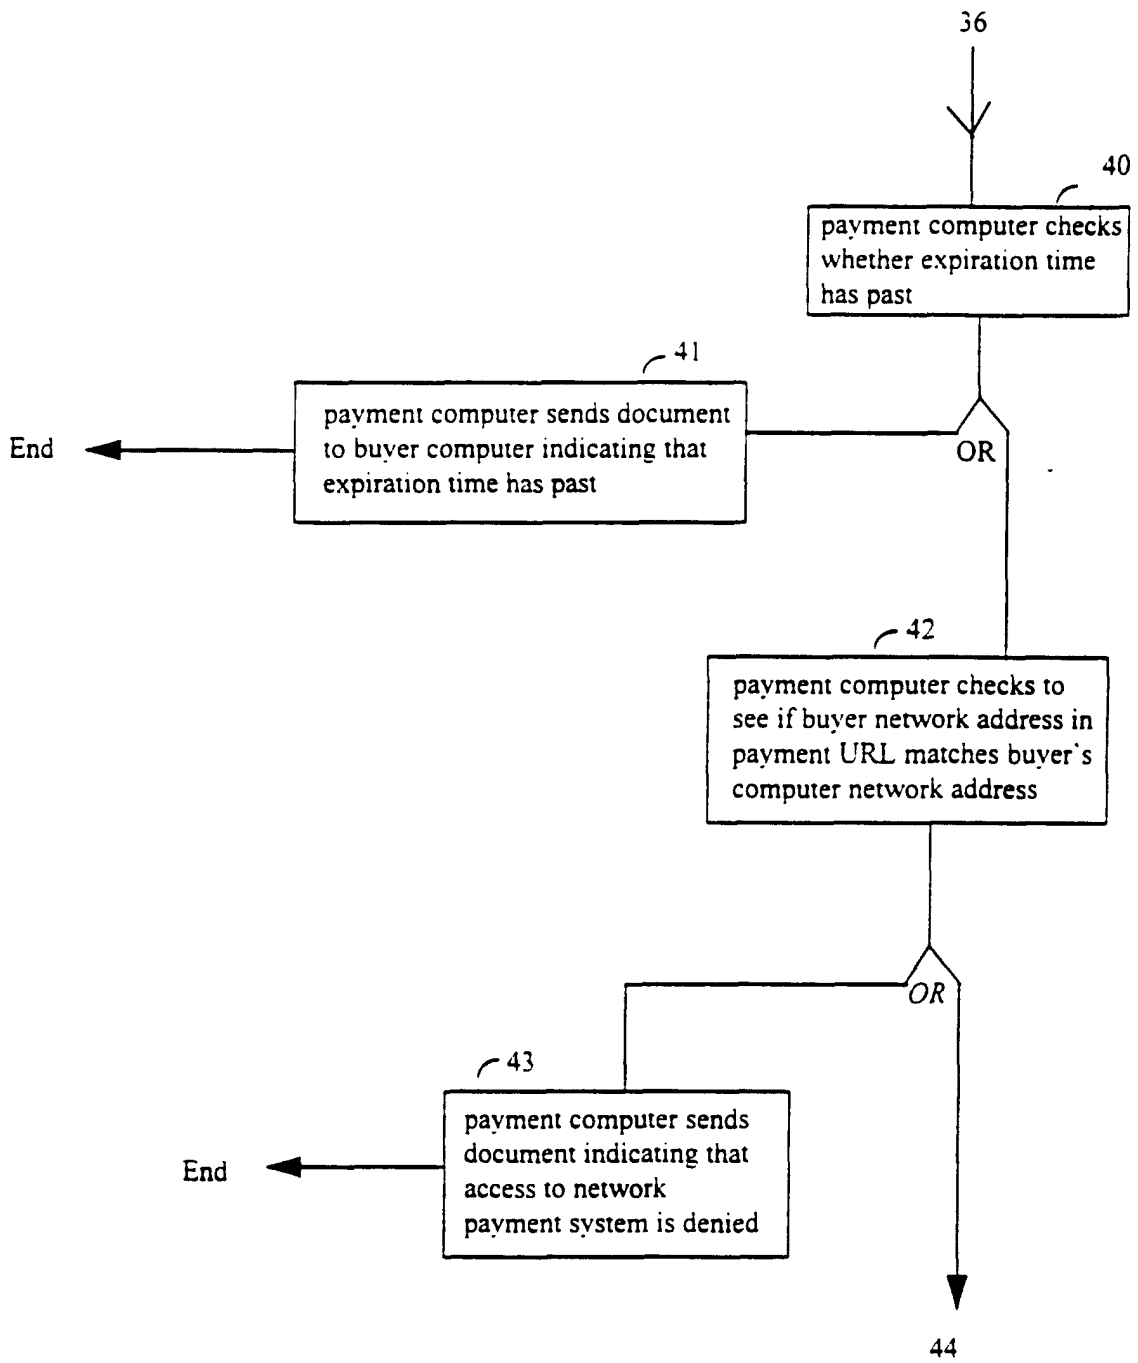 36
40
payment computer checks
whether expiration time
has past
41
payment computer sends document
to buyer computer indicating that
expiration time has past
End
OR
42
payment computer checks to
see if buyer network address in
payment URL matches buyer's
computer network address
OR
43
payment computer sends
document indicating that
access to network
payment system is denied
End
44